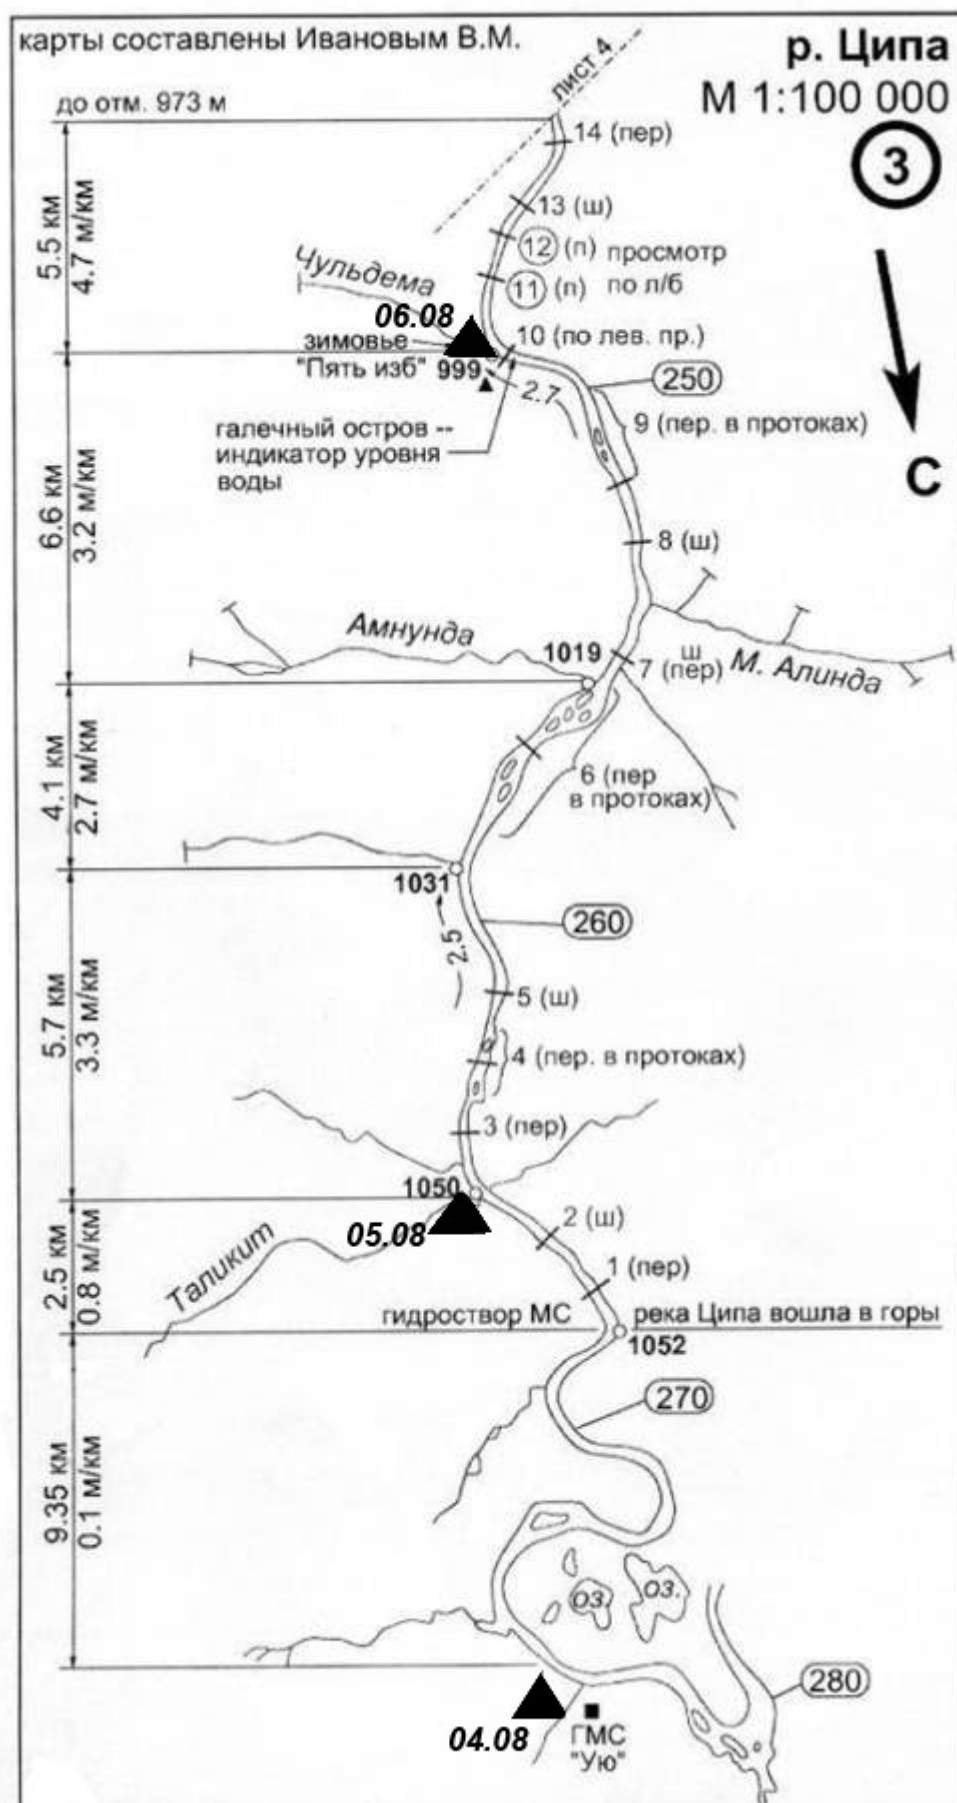 карты составлены Ивановым В.М.
р. Ципа
М 1:100 000
3
С
до отм. 973 м
лист 4
14 (пер)
13 (ш)
12 (п) просмотр
11 (п) по л/б
5.5 км
4.7 м/км
Чульдема
06.08
10 (по лев. пр.)
зимовье
"Пять изб" 999
2.7
250
9 (пер. в протоках)
галечный остров --
индикатор уровня
воды
6.6 км
3.2 м/км
8 (ш)
Амнунда
1019
ш
7 (пер)
М. Алинда
4.1 км
2.7 м/км
6 (пер
в протоках)
1031
260
2.5
5 (ш)
5.7 км
3.3 м/км
4 (пер. в протоках)
3 (пер)
1050
05.08
2 (ш)
2.5 км
0.8 м/км
Таликит
1 (пер)
гидроствор МС
река Ципа вошла в горы
1052
270
9.35 км
0.1 м/км
оз.
оз.
280
04.08
ГМС
"Ую"